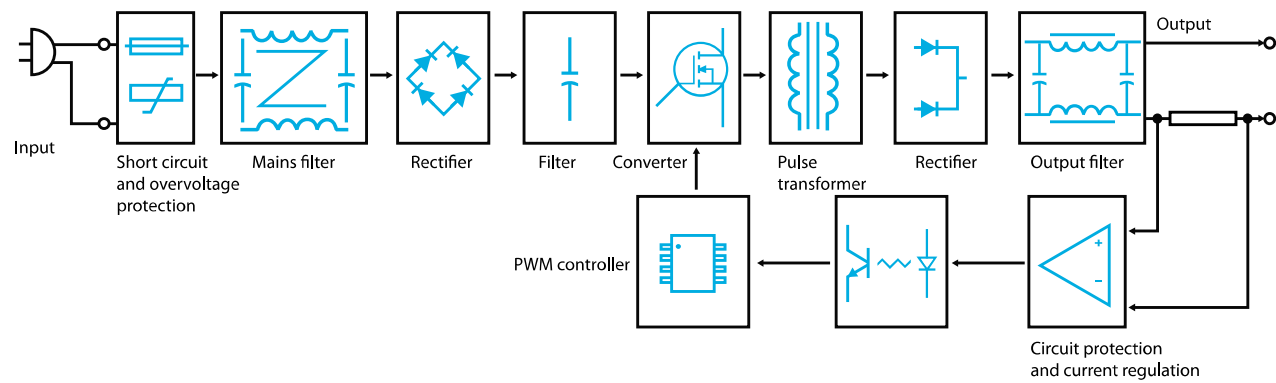 Output
Input
Short circuit
and overvoltage
protection
Mains filter
Rectifier
Filter
Converter
Pulse
transformer
Rectifier
Output filter
PWM controller
+
−
Circuit protection
and current regulation